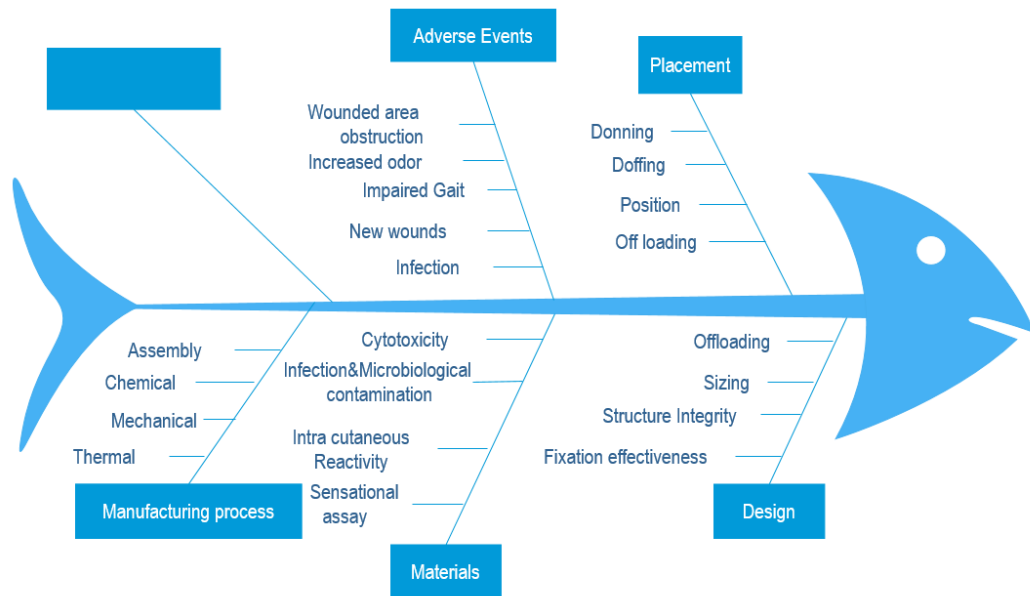 Adverse Events
Placement
Wounded area
obstruction
Increased odor
Impaired Gait
New wounds
Infection
Donning
Doffing
Position
Off loading
Assembly
Chemical
Mechanical
Thermal
Manufacturing process
Cytotoxicity
Infection&Microbiological
contamination
Intra cutaneous
Reactivity
Sensational
assay
Materials
Offloading
Sizing
Structure Integrity
Fixation effectiveness
Design